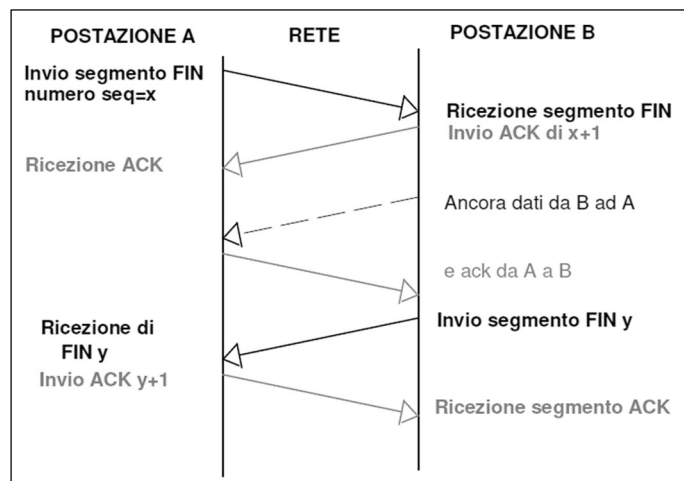 POSTAZIONE A
RETE
POSTAZIONE B
Invio segmento FIN
numero seq=x
Ricezione segmento FIN
Invio ACK di x+1
Ricezione ACK
Ancora dati da B ad A
e ack da A a B
Invio segmento FIN y
Ricezione di
FIN y
Invio ACK y+1
Ricezione segmento ACK